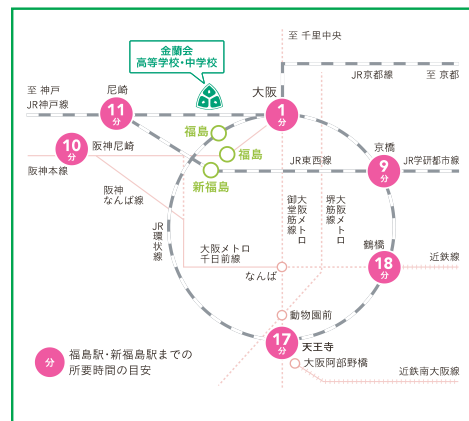 至 千里中央
金蘭会
高等学校・中学校
JR京都線
至 京都
至 神戸
JR神戸線
尼崎
11
分
大阪
1
分
福島
福島
新福島
10
分
阪神尼崎
阪神本線
阪神
なんば線
JR東西線
京橋
9
分
JR学研都市線
JR環状線
大阪メトロ
千日前線
大阪メトロ
御堂筋線
大阪メトロ
堺筋線
鶴橋
18
分
近鉄線
なんば
動物園前
17
分
天王寺
大阪阿部野橋
近鉄南大阪線
分
福島駅・新福島駅までの
所要時間の目安